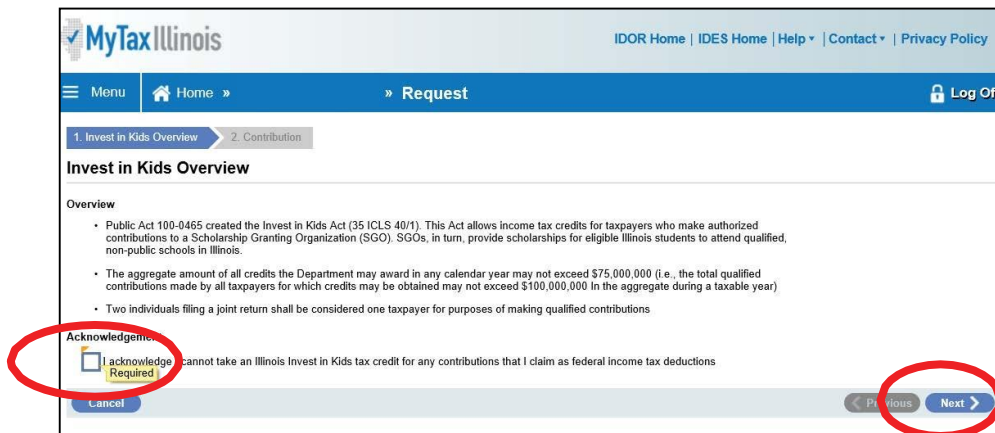 MyTax Illinois
IDOR Home | IDES Home | Help | Contact | Privacy Policy
Menu Home » » Request Log Of
1. Invest in Kids Overview 2. Contribution
Invest in Kids Overview
Overview
• Public Act 100-0465 created the Invest in Kids Act (35 ICLS 40/1). This Act allows income tax credits for taxpayers who make authorized
contributions to a Scholarship Granting Organization (SGO). SGOs, in turn, provide scholarships for eligible Illinois students to attend qualified,
non-public schools in Illinois.
• The aggregate amount of all credits the Department may award in any calendar year may not exceed $75,000,000 (i.e., the total qualified
contributions made by all taxpayers for which credits may be obtained may not exceed $100,000,000 In the aggregate during a taxable year)
• Two individuals filing a joint return shall be considered one taxpayer for purposes of making qualified contributions
Acknowledgement
I acknowledge I cannot take an Illinois Invest in Kids tax credit for any contributions that I claim as federal income tax deductions
Required
Cancel Previous Next